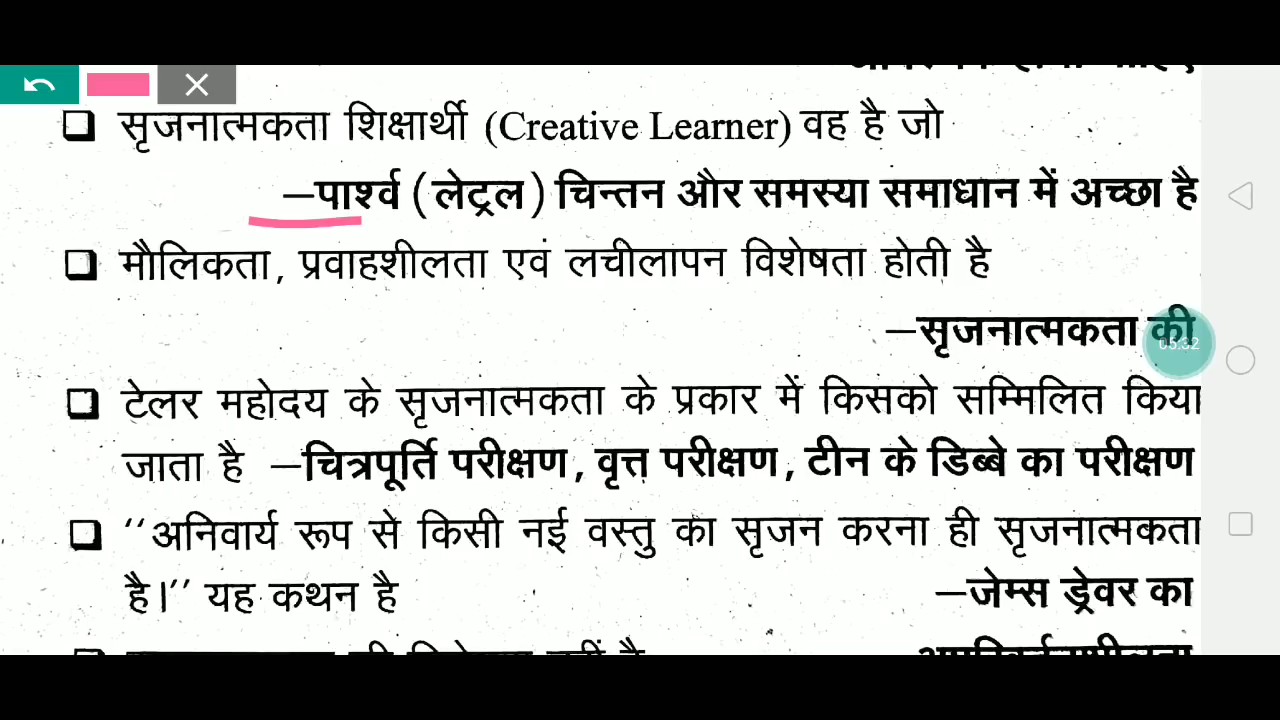 सृजनात्मकता शिक्षार्थी (Creative Learner) वह है जो
–पार्श्व (लेट्रल) चिन्तन और समस्या समाधान में अच्छा है
मौलिकता, प्रवाहशीलता एवं लचीलापन विशेषता होती है
–सृजनात्मकता की
05:32
टेलर महोदय के सृजनात्मकता के प्रकार में किसको सम्मिलित किया
जाता है –चित्रपूर्ति परीक्षण, वृत्त परीक्षण, टीन के डिब्बे का परीक्षण
‘‘अनिवार्य रूप से किसी नई वस्तु का सृजन करना ही सृजनात्मकता
है।’’ यह कथन है –जेम्स ड्रेवर का